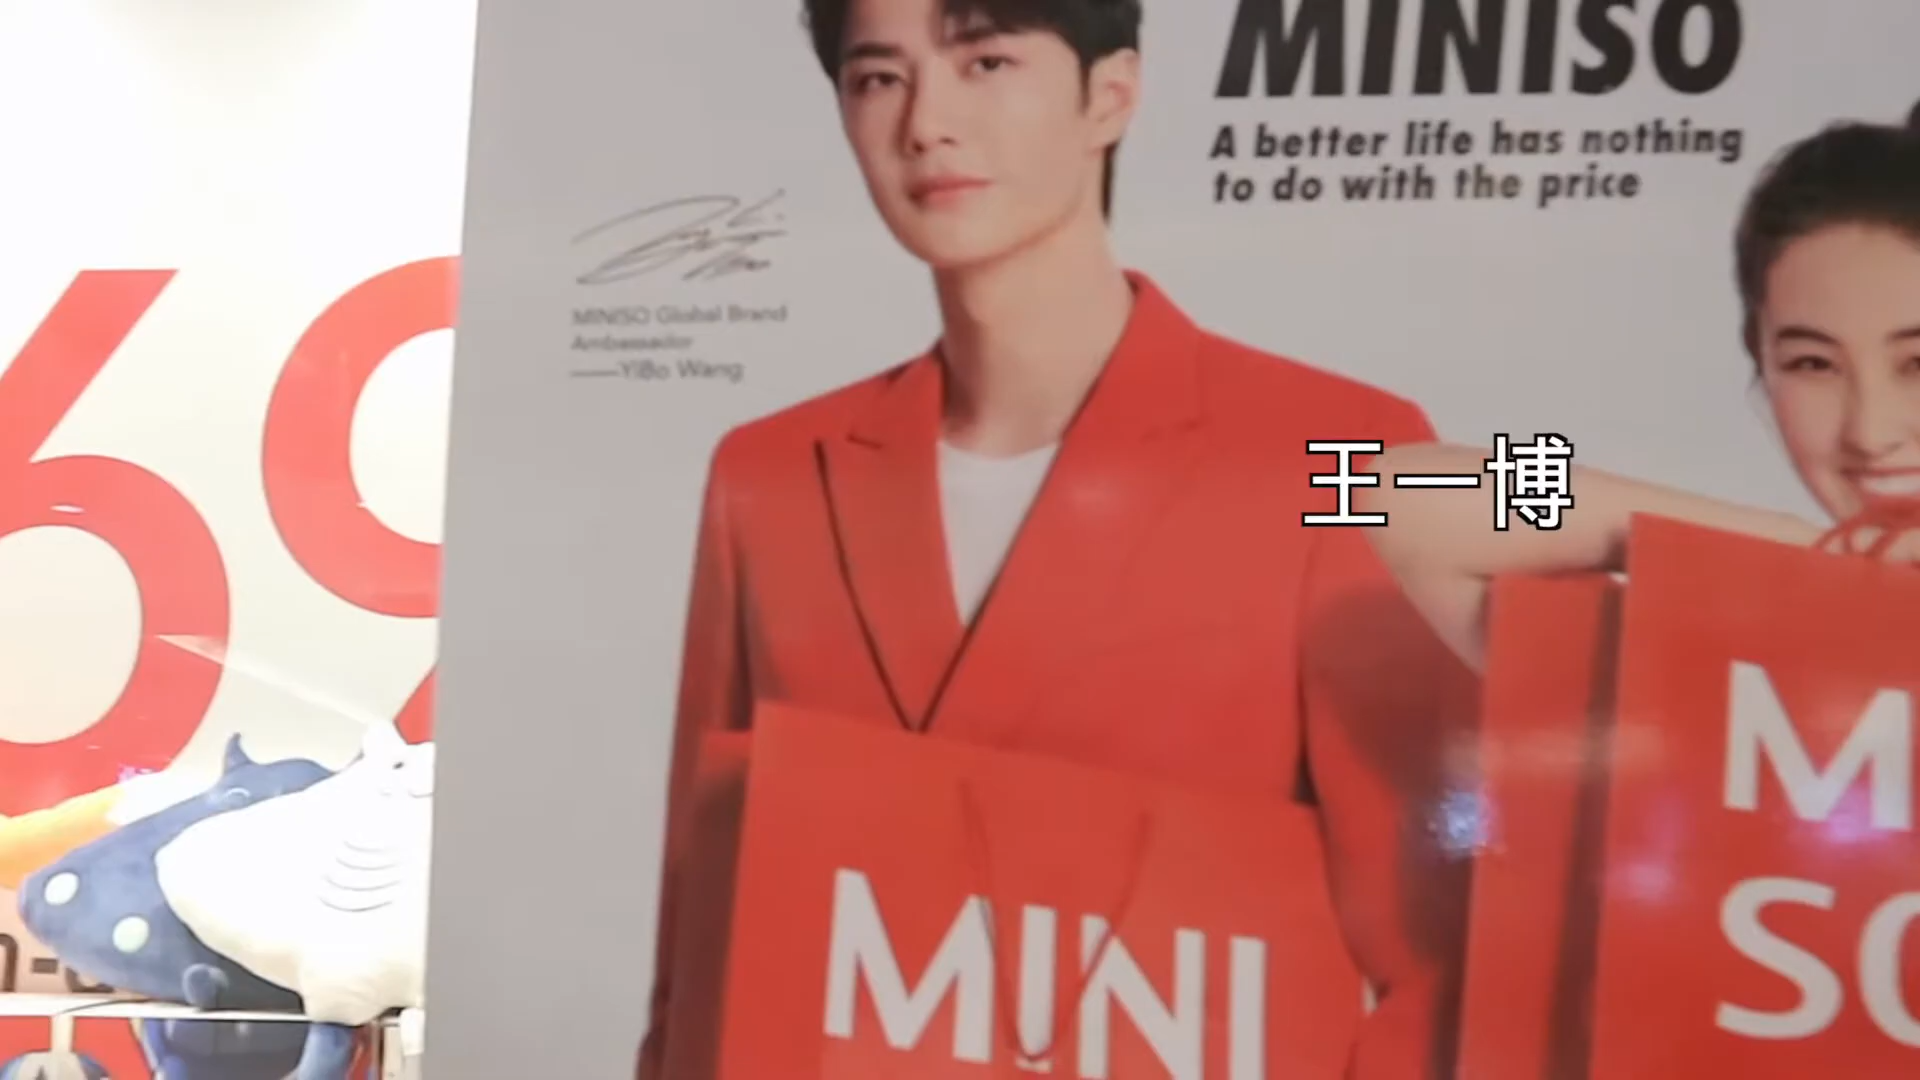 MINISO
A better life has nothing
to do with the price
MINISO Global Brand
Ambassador
——YiBo Wang
王一博
69
MINI
M
SO